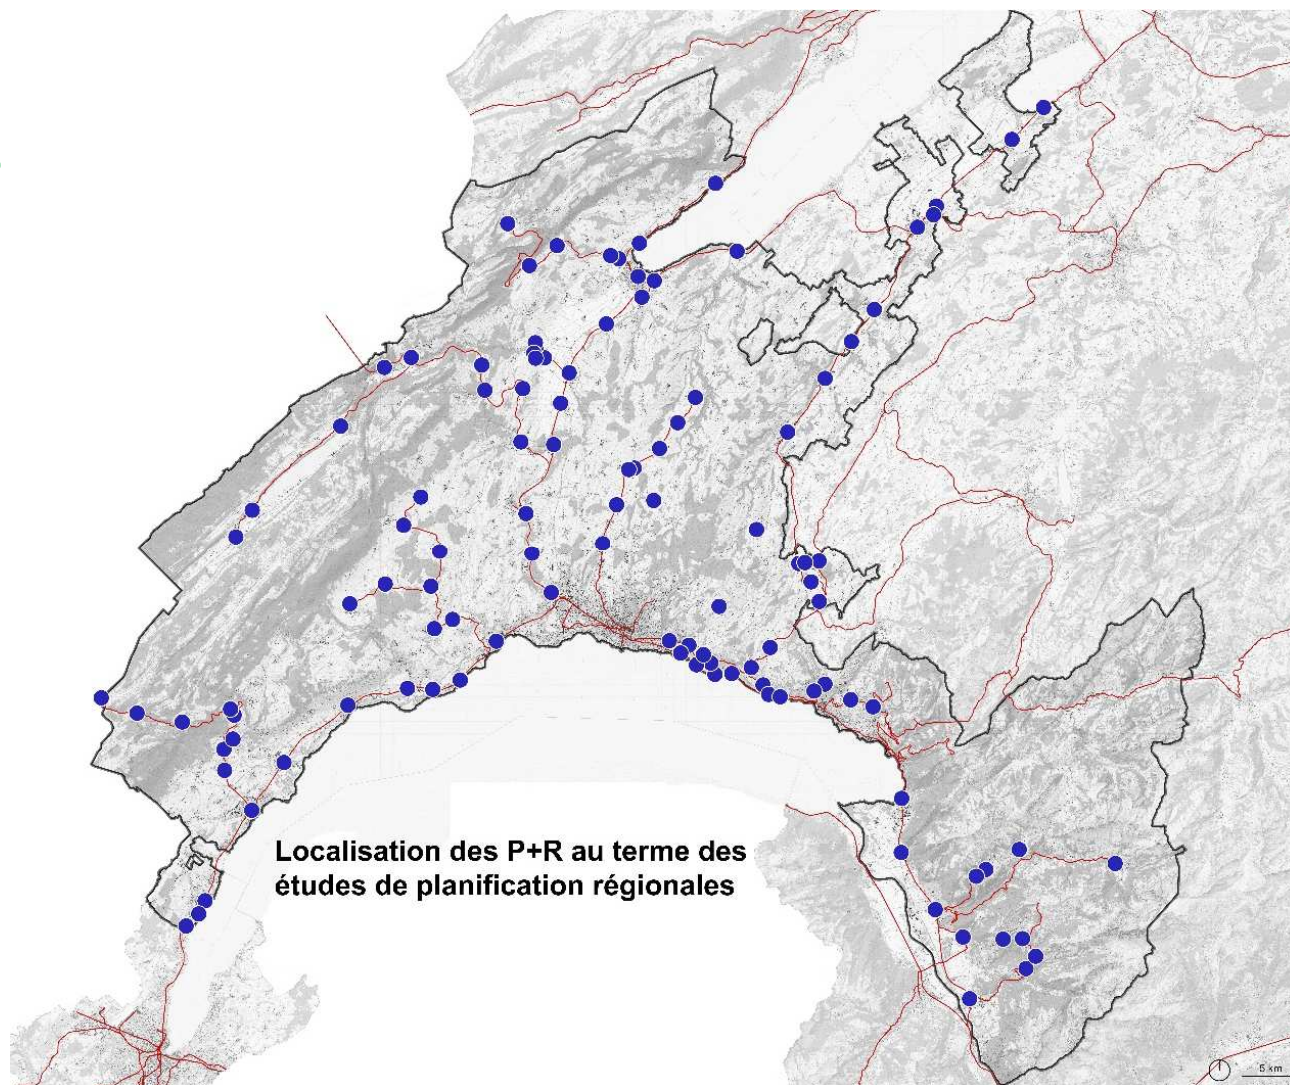 Localisation des P+R au terme des
études de planification régionales
5 km